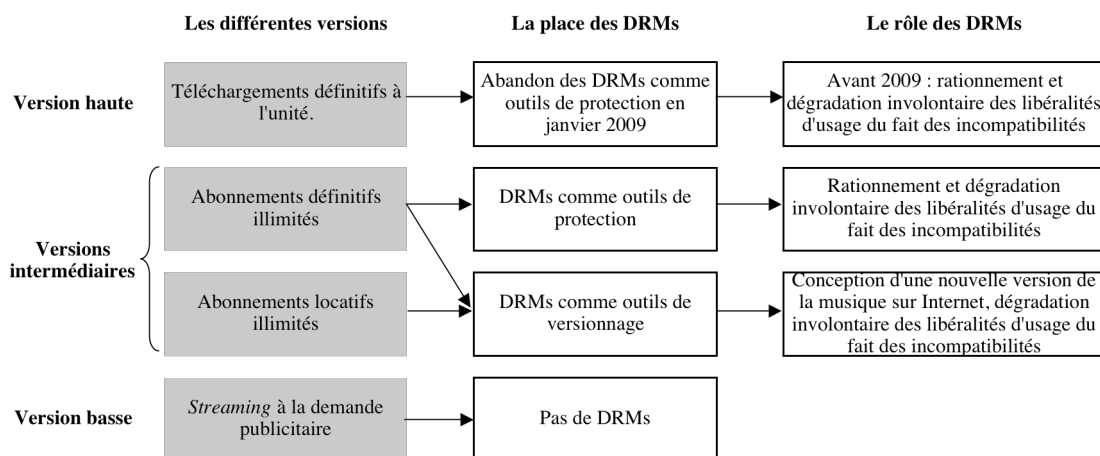 Les différentes versions
La place des DRMs
Le rôle des DRMs
Version haute
Téléchargements définitifs à
l'unité.
Abandon des DRMs comme
outils de protection en
janvier 2009
Avant 2009 : rationnement et
dégradation involontaire des libéralités
d'usage du fait des incompatibilités
Versions
intermédiaires
Abonnements définitifs
illimités
DRMs comme outils de
protection
Rationnement et dégradation
involontaire des libéralités d'usage du
fait des incompatibilités
Abonnements locatifs
illimités
DRMs comme outils de
versionnage
Conception d'une nouvelle version de
la musique sur Internet, dégradation
involontaire des libéralités d'usage du
fait des incompatibilités
Version basse
Streaming à la demande
publicitaire
Pas de DRMs